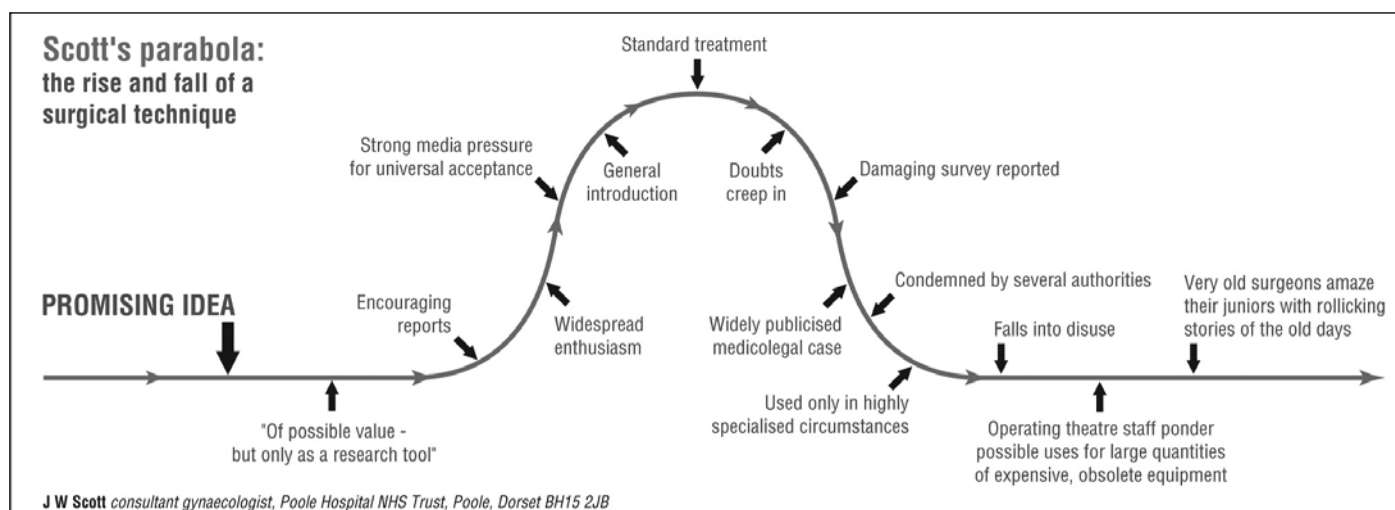 Scott's parabola:
the rise and fall of a
surgical technique
PROMISING IDEA
"Of possible value -
but only as a research tool"
Encouraging
reports
Widespread
enthusiasm
Strong media pressure
for universal acceptance
General
introduction
Standard treatment
Doubts
creep in
Damaging survey reported
Widely publicised
medicolegal case
Condemned by several authorities
Used only in highly
specialised circumstances
Falls into disuse
Operating theatre staff ponder
possible uses for large quantities
of expensive, obsolete equipment
Very old surgeons amaze
their juniors with rollicking
stories of the old days
J W Scott consultant gynaecologist, Poole Hospital NHS Trust, Poole, Dorset BH15 2JB